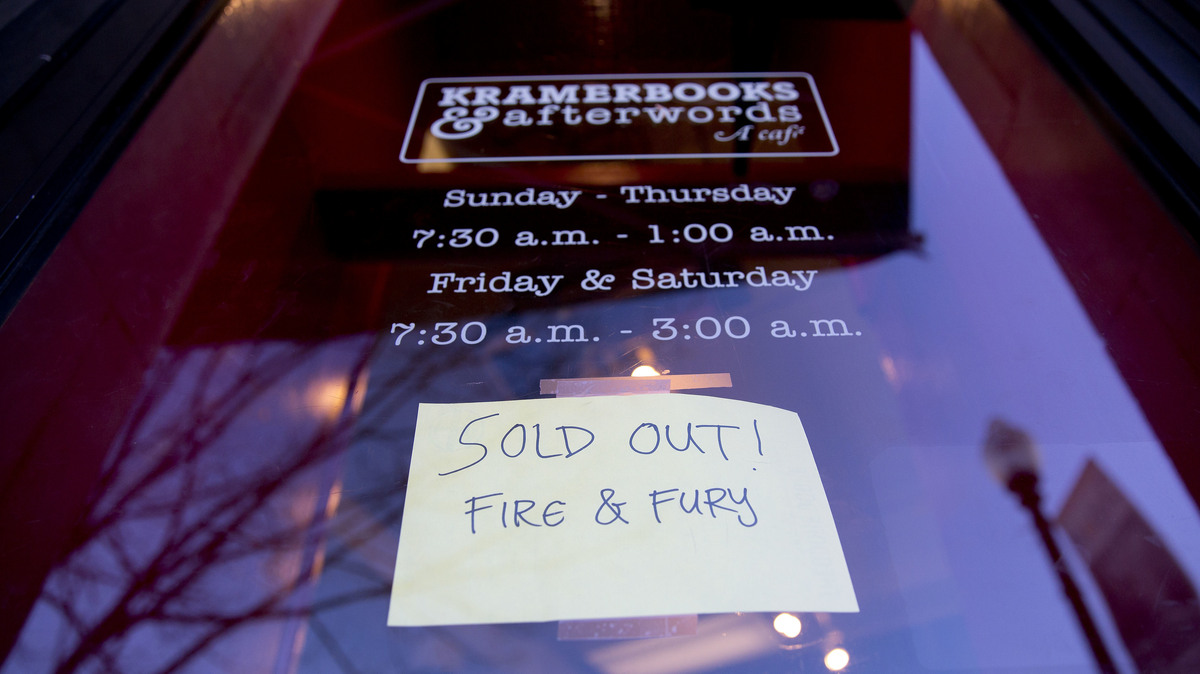 KRAMERBOOKS
& afterwords
A café
Sunday - Thursday
7:30 a.m. - 1:00 a.m.
Friday & Saturday
7:30 a.m. - 3:00 a.m.
SOLD OUT!
FIRE & FURY